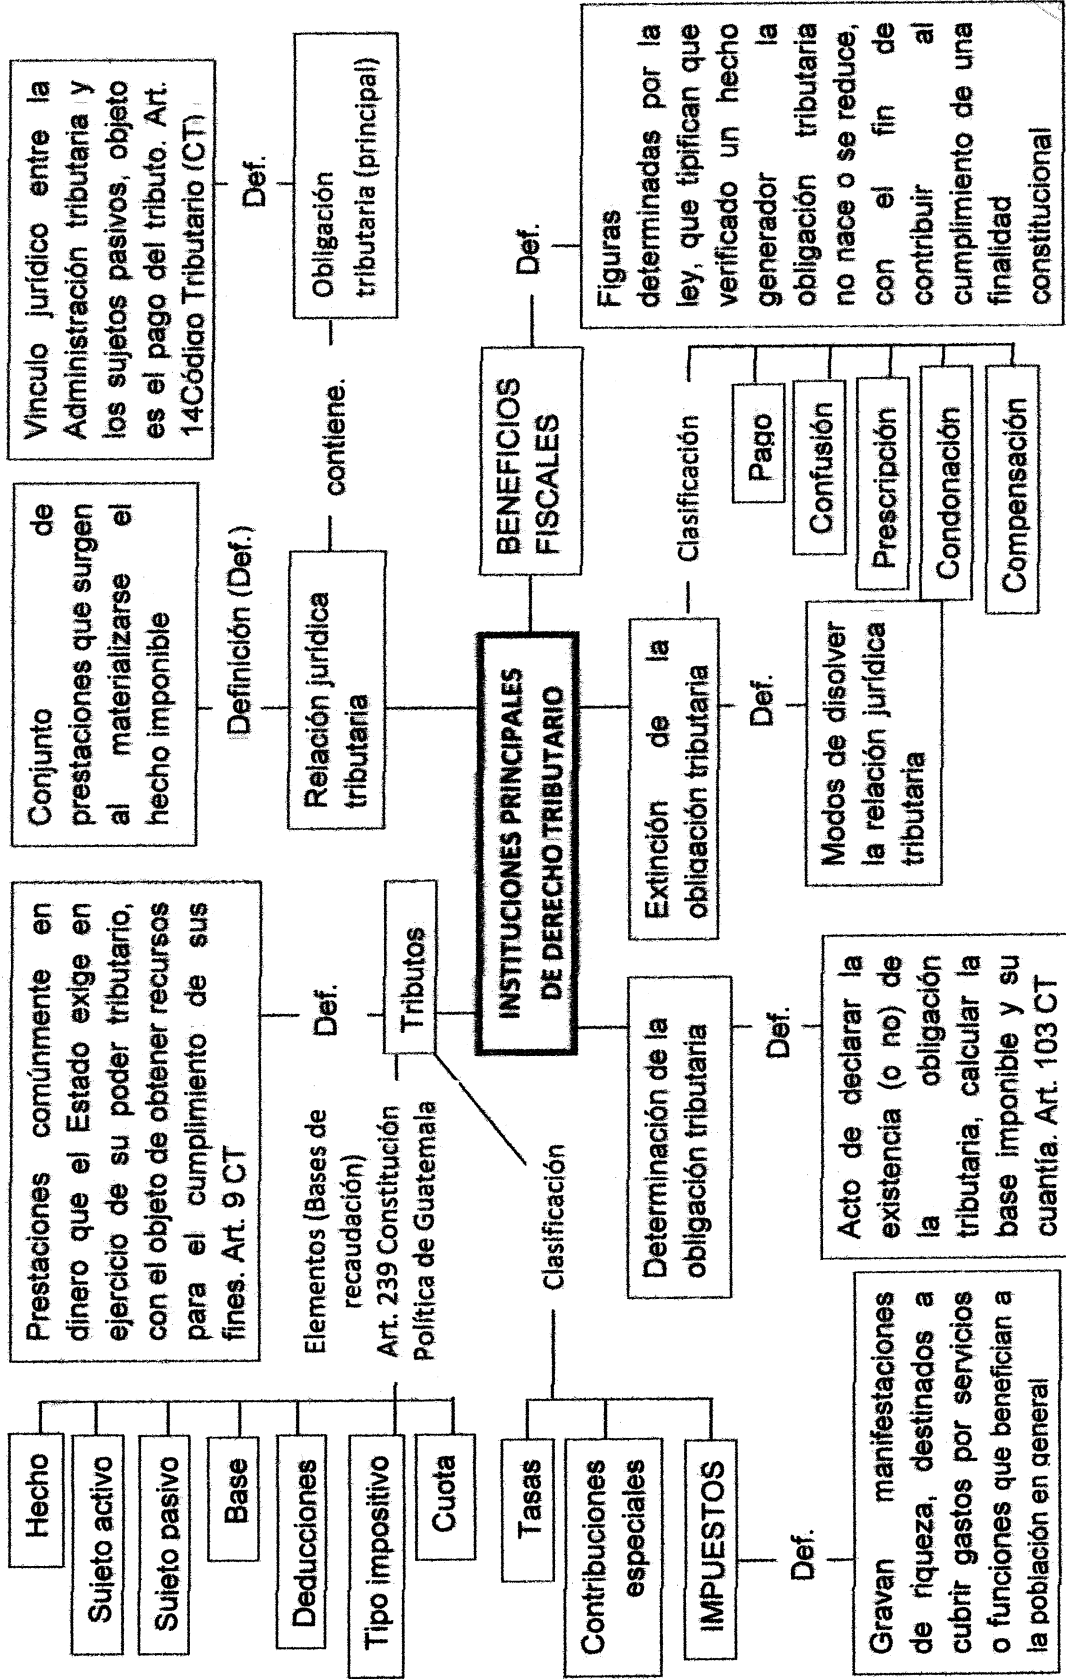 Hecho
Sujeto activo
Sujeto pasivo
Base
Deducciones
Tipo impositivo
Cuota
Prestaciones comúnmente en
dinero que el Estado exige en
ejercicio de su poder tributario,
con el objeto de obtener recursos
para el cumplimiento de sus
fines. Art. 9 CT
Def.
Elementos (Bases de
recaudación)
Art. 239 Constitución
Política de Guatemala
Tributos
Conjunto de
prestaciones que surgen
al materializarse el
hecho imponible
Definición (Def.)
Relación jurídica
tributaria
contiene.
Vinculo jurídico entre la
Administración tributaria y
los sujetos pasivos, objeto
es el pago del tributo. Art.
14Código Tributario (CT)
Def.
Obligación
tributaria (principal)
Tasas
Contribuciones
especiales
IMPUESTOS
Clasificación
Def.
Gravan manifestaciones
de riqueza, destinados a
cubrir gastos por servicios
o funciones que benefician a
la población en general
INSTITUCIONES PRINCIPALES
DE DERECHO TRIBUTARIO
Determinación de la
obligación tributaria
Def.
Acto de declarar la
existencia (o no) de
la obligación
tributaria, calcular la
base imponible y su
cuantía. Art. 103 CT
Extinción de la
obligación tributaria
Def.
Modos de disolver
la relación jurídica
tributaria
Clasificación
Pago
Confusión
Prescripción
Condonación
Compensación
BENEFICIOS
FISCALES
Def.
Figuras
determinadas por la
ley, que tipifican que
verificado un hecho
generador la
obligación tributaria
no nace o se reduce,
con el fin de
contribuir al
cumplimiento de una
finalidad
constitucional